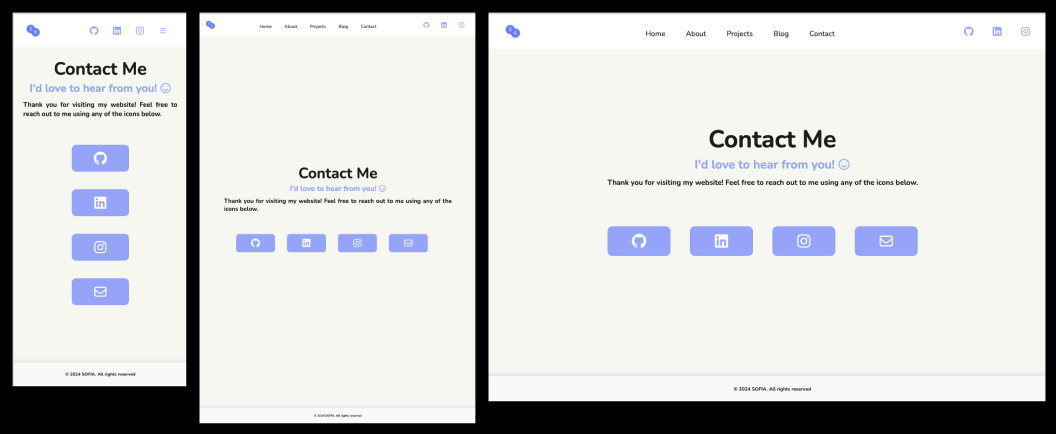 Contact Me
I'd love to hear from you!
Thank you for visiting my website! Feel free to
reach out to me using any of the icons below.
© 2024 SOFIA. All rights reserved
Home About Projects Blog Contact
Contact Me
I'd love to hear from you!
Thank you for visiting my website! Feel free to reach out to me using any of the
icons below.
© 2024 SOFIA. All rights reserved
Home About Projects Blog Contact
Contact Me
I'd love to hear from you!
Thank you for visiting my website! Feel free to reach out to me using any of the icons below.
© 2024 SOFIA. All rights reserved